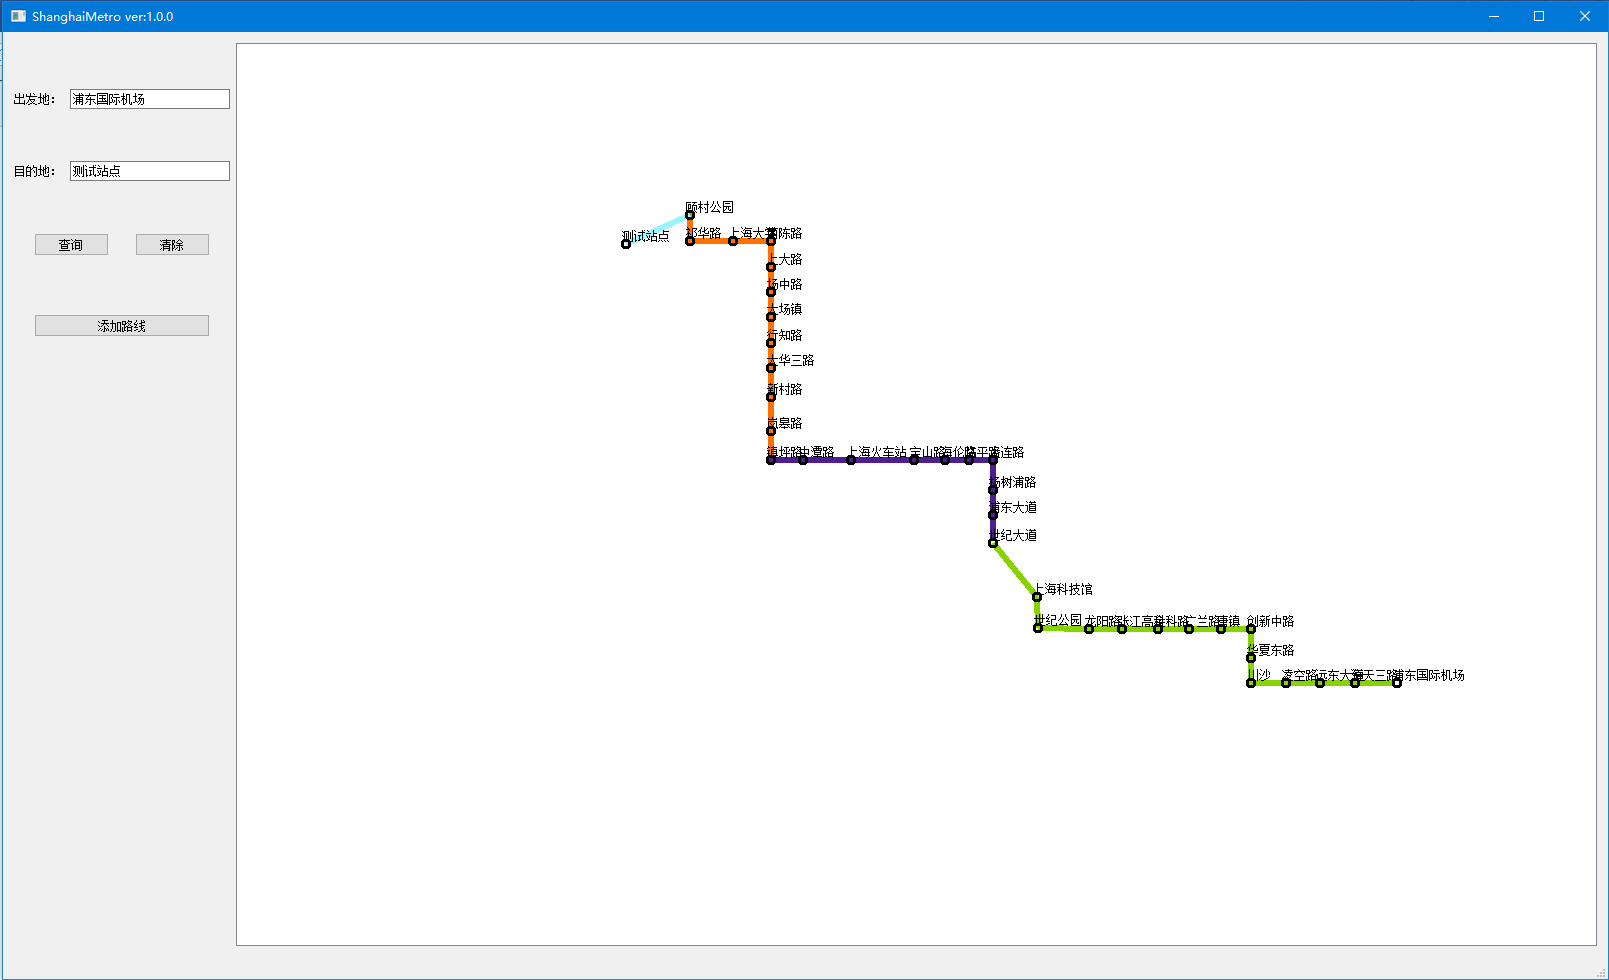 ShanghaiMetro ver:1.0.0
出发地：
浦东国际机场
目的地：
测试站点
查询
清除
添加路线
顾村公园
测试站点
祁华路
上海大学
南陈路
上大路
场中路
大场镇
行知路
大华三路
新村路
岚皋路
镇坪路
中潭路
上海火车站
宝山路
海伦路
临平路
大连路
杨树浦路
浦东大道
世纪大道
上海科技馆
世纪公园
龙阳路
张江高科
金科路
广兰路
唐镇
创新中路
华夏东路
川沙
凌空路
远东大道
海天三路
浦东国际机场